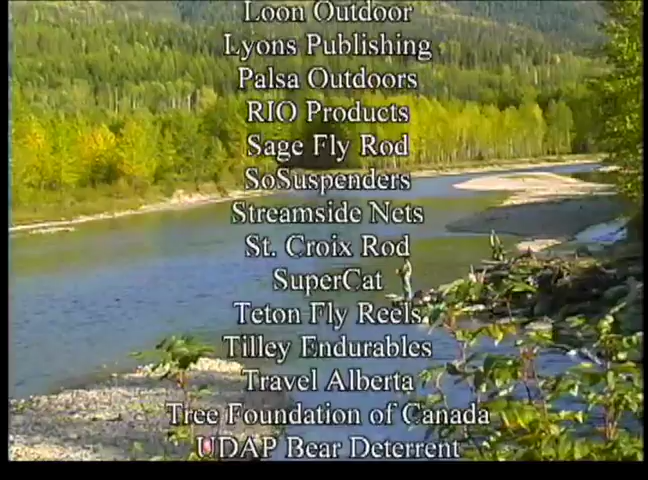 Loon Outdoor
Lyons Publishing
Palsa Outdoors
RIO Products
Sage Fly Rod
SoSuspenders
Streamside Nets
St. Croix Rod
SuperCat
Teton Fly Reels
Tilley Endurables
Travel Alberta
Tree Foundation of Canada
UDAP Bear Deterrent